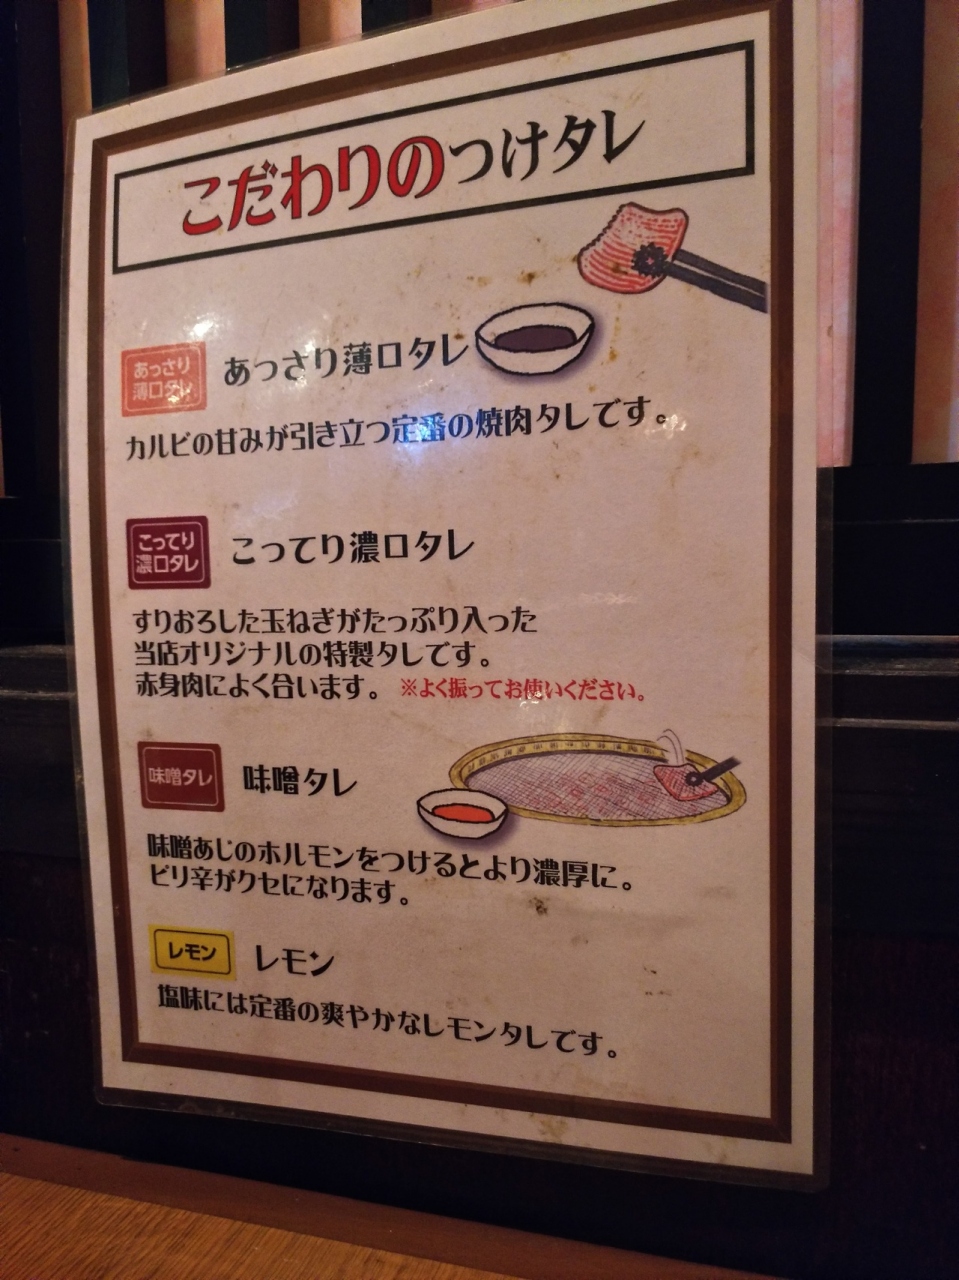 こだわりのつけタレ
あっさり
薄口タレ
あっさり薄口タレ
カルビの甘みが引き立つ定番の焼肉タレです。
こってり
濃口タレ
こってり濃口タレ
すりおろした玉ねぎがたっぷり入った
当店オリジナルの特製タレです。
赤身肉によく合います。 ※よく振ってお使いください。
味噌タレ
味噌タレ
味噌あじのホルモンをつけるとより濃厚に。
ピリ辛がクセになります。
レモン
レモン
塩味には定番の爽やかなレモンタレです。